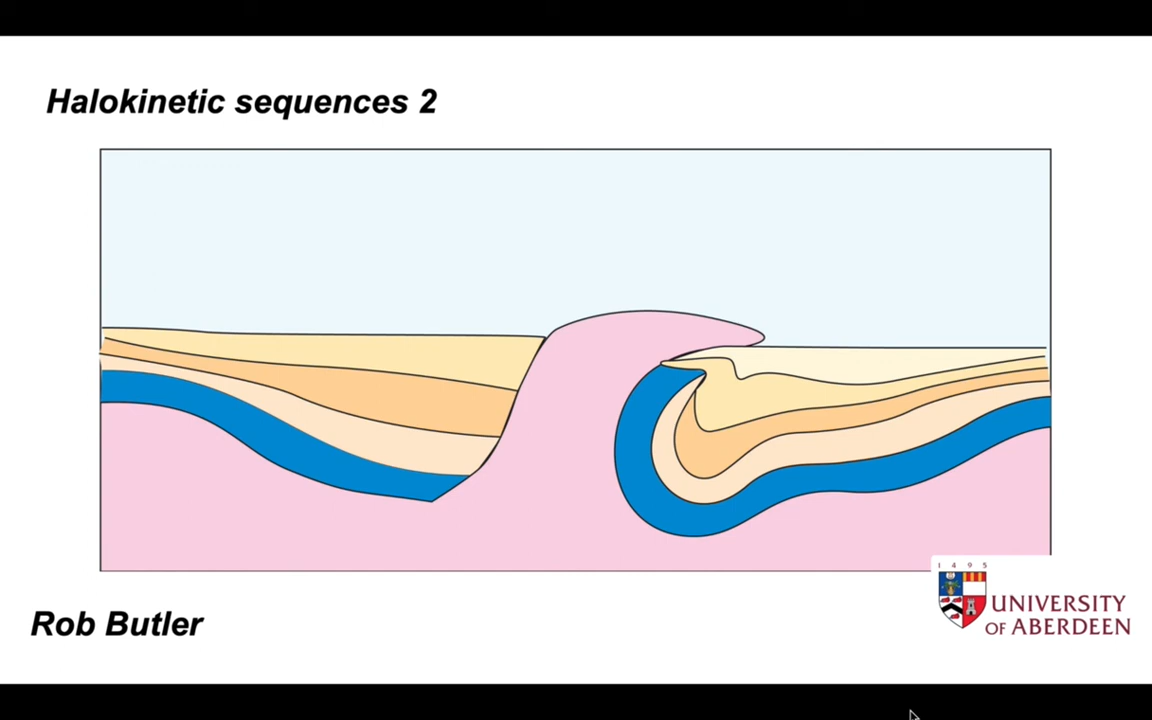 Halokinetic sequences 2
1 4 9 5
UNIVERSITY
OF ABERDEEN
Rob Butler